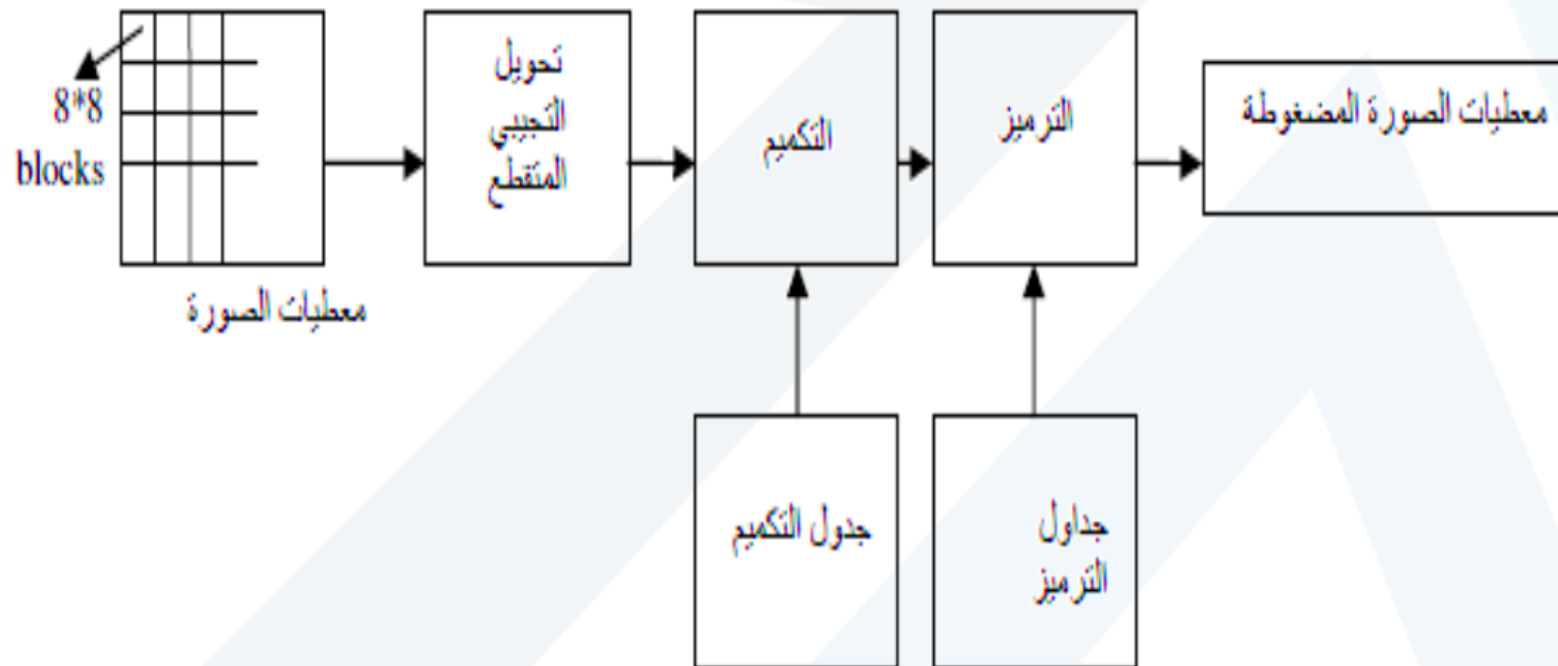 8*8
blocks
معطيات الصورة
تحويل
التجيبي
المتقطع
التكميم
الترميز
معطيات الصورة المضغوطة
جدول التكميم
جداول
الترميز